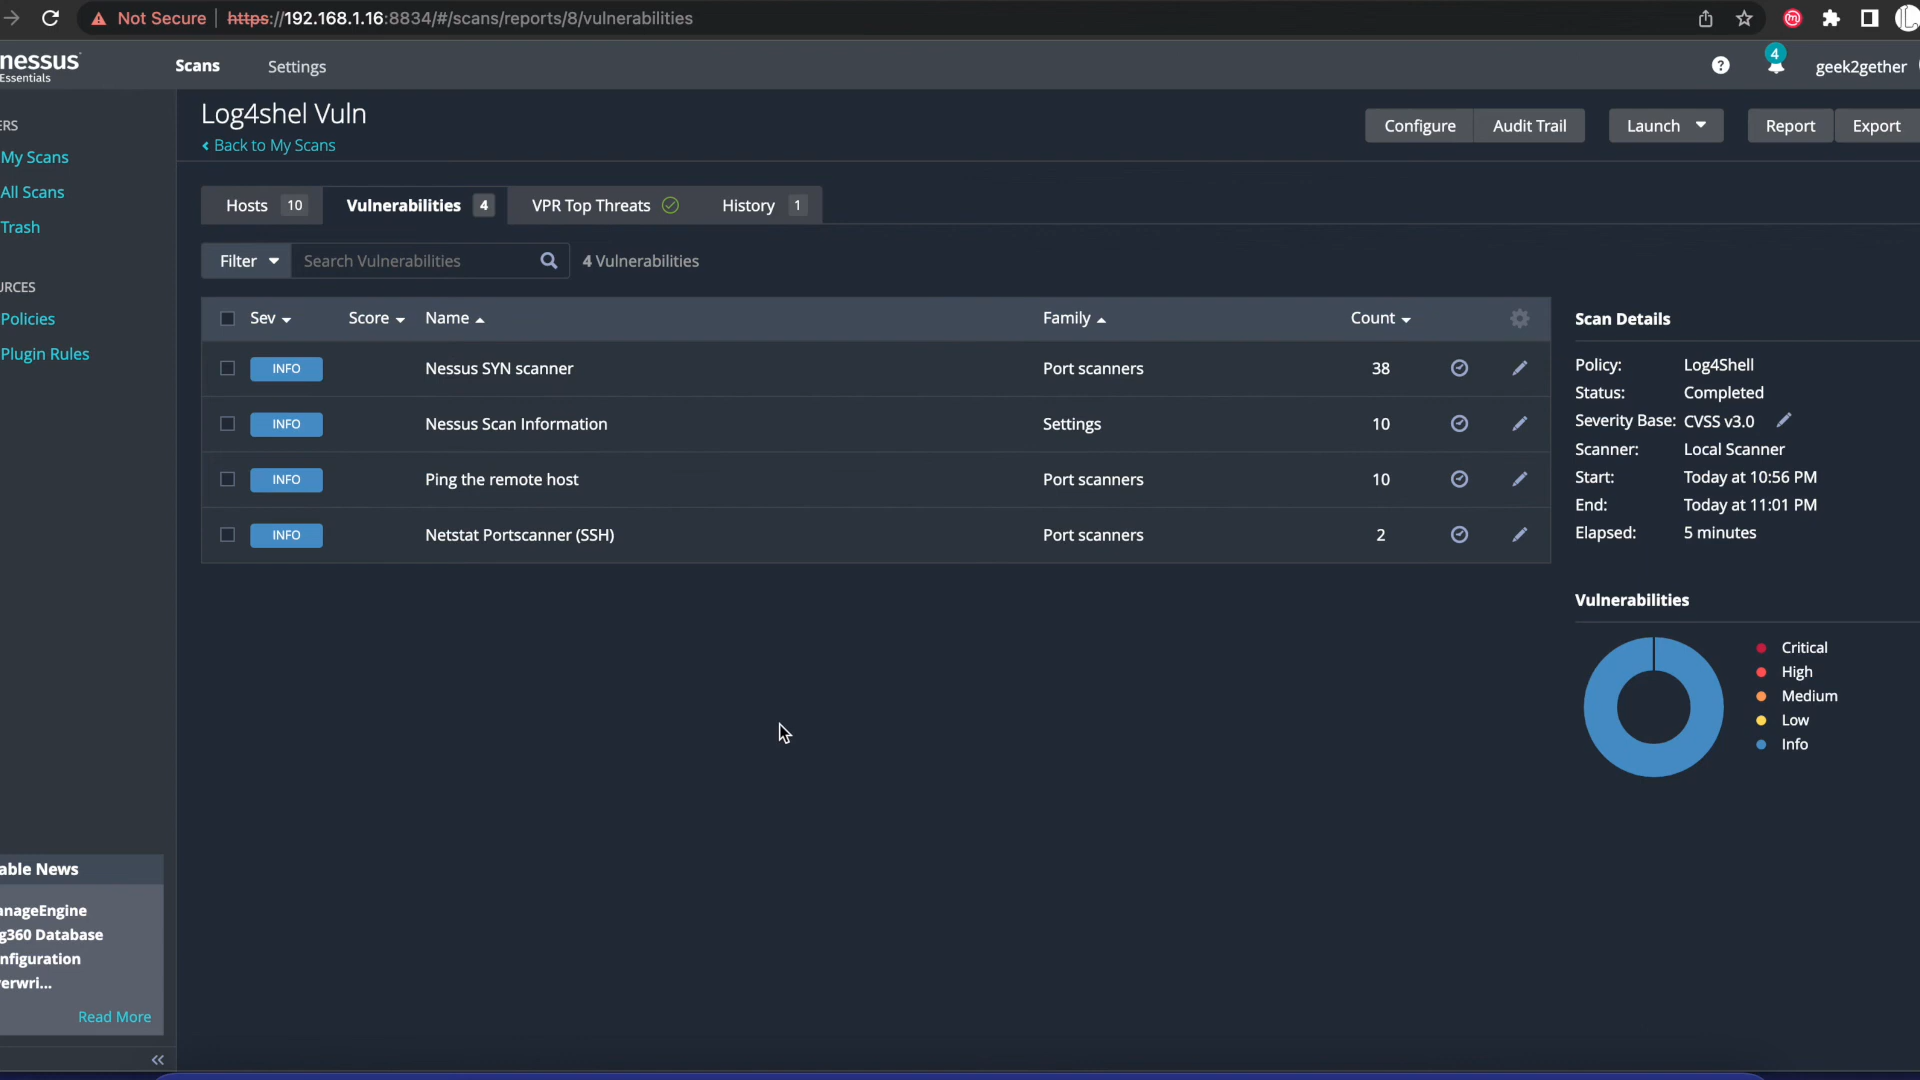 Not Secure https://192.168.1.16:8834/#/scans/reports/8/vulnerabilities
nessus
Essentials
Scans Settings
? 4 geek2gether
ERS
My Scans
All Scans
Trash
URCES
Policies
Plugin Rules
Log4shel Vuln
Back to My Scans
Configure Audit Trail Launch Report Export
Hosts 10 Vulnerabilities 4 VPR Top Threats History 1
Filter Search Vulnerabilities 4 Vulnerabilities
Sev Score Name Family Count
INFO Nessus SYN scanner Port scanners 38
INFO Nessus Scan Information Settings 10
INFO Ping the remote host Port scanners 10
INFO Netstat Portscanner (SSH) Port scanners 2
Scan Details
Policy: Log4Shell
Status: Completed
Severity Base: CVSS v3.0
Scanner: Local Scanner
Start: Today at 10:56 PM
End: Today at 11:01 PM
Elapsed: 5 minutes
Vulnerabilities
Critical
High
Medium
Low
Info
able News
anageEngine
g360 Database
nfiguration
erwri...
Read More